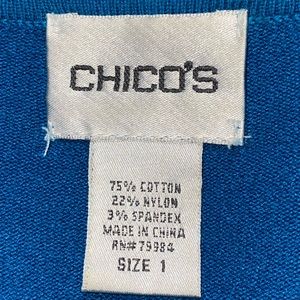 CHICO'S
75% COTTON
22% NYLON
3% SPANDEX
MADE IN CHINA
RN# 79984
SIZE 1